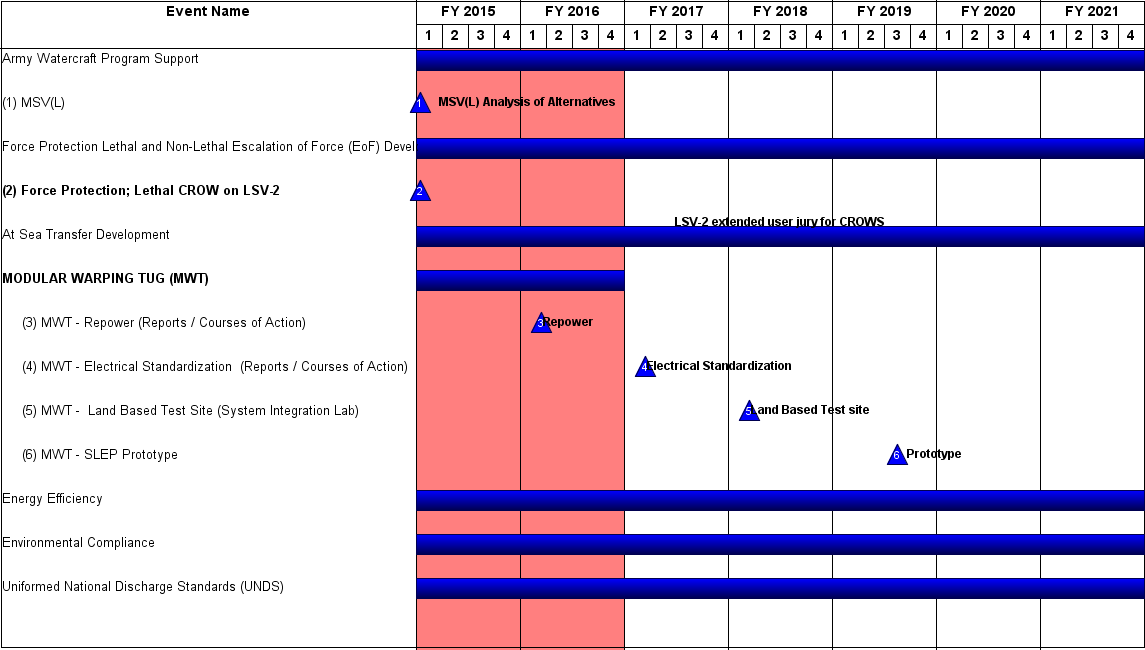 Event Name FY 2015 FY 2016 FY 2017 FY 2018 FY 2019 FY 2020 FY 2021
1 2 3 4 1 2 3 4 1 2 3 4 1 2 3 4 1 2 3 4 1 2 3 4 1 2 3 4
Army Watercraft Program Support
(1) MSV(L) 1 MSV(L) Analysis of Alternatives
Force Protection Lethal and Non-Lethal Escalation of Force (EoF) Devel
(2) Force Protection; Lethal CROW on LSV-2 2
LSV-2 extended user jury for CROWS
At Sea Transfer Development
MODULAR WARPING TUG (MWT)
(3) MWT - Repower (Reports / Courses of Action) 3 Repower
(4) MWT - Electrical Standardization (Reports / Courses of Action) 4 Electrical Standardization
(5) MWT - Land Based Test Site (System Integration Lab) 5 and Based Test site
(6) MWT - SLEP Prototype 6 Prototype
Energy Efficiency
Environmental Compliance
Uniformed National Discharge Standards (UNDS)